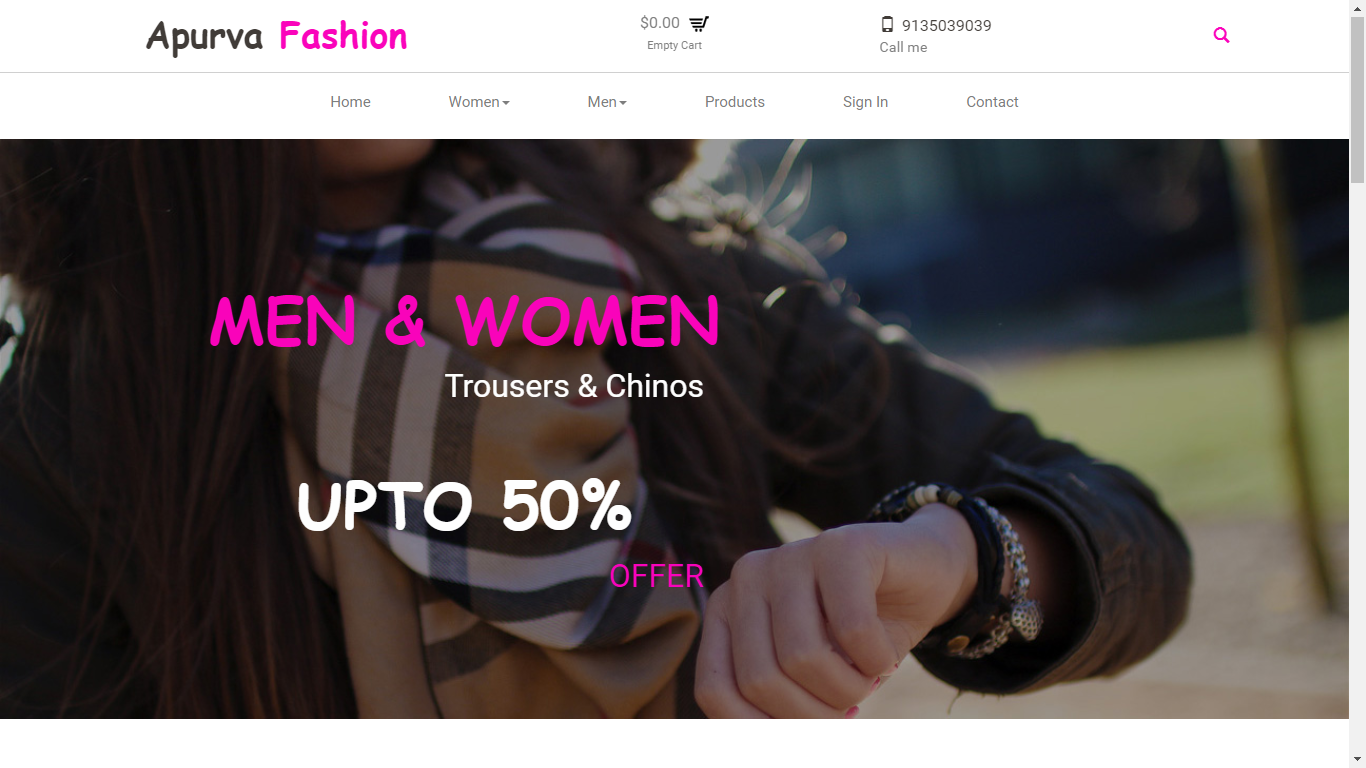 Apurva Fashion
$0.00
Empty Cart
9135039039
Call me
Home Women Men Products Sign In Contact
MEN & WOMEN
Trousers & Chinos
UPTO 50%
OFFER